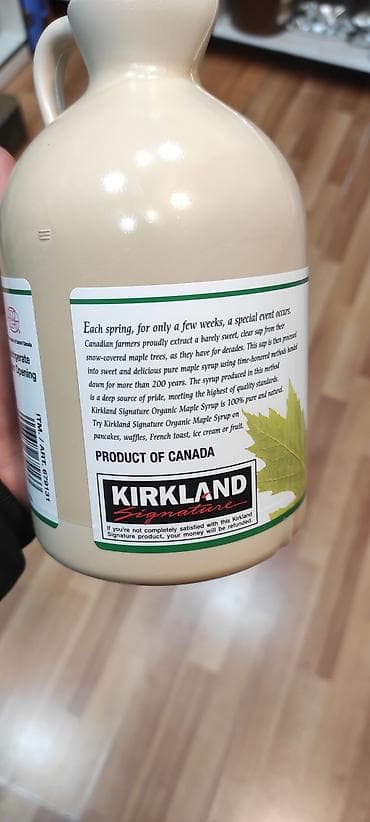 Each spring, for only a few weeks, a special event occurs.
Canadian farmers proudly extract a barely sweet, clear sap from their
snow-covered maple trees, as they have for decades. This sap is then processed
into sweet and delicious pure maple syrup using time-honored methods handed
down for more than 200 years. The syrup produced in this method
is a deep source of pride, meeting the highest of quality standards.
Kirkland Signature Organic Maple Syrup is 100% pure and natural.
Try Kirkland Signature Organic Maple Syrup on
pancakes, waffles, French toast, ice cream or fruit.
PRODUCT OF CANADA
KIRKLAND
Signature
If you're not completely satisfied with this Kirkland
Signature product, your money will be refunded.
Opening
ITM. / ART. 679131